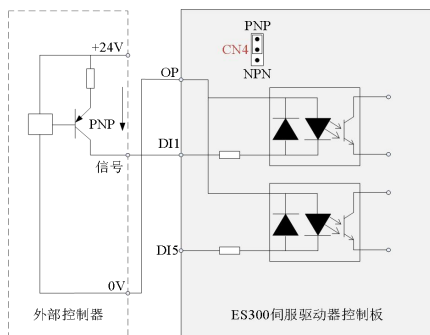 +24V
PNP
信号
0V
外部控制器
PNP
CN4
NPN
OP
DI1
DI5
ES300伺服驱动器控制板